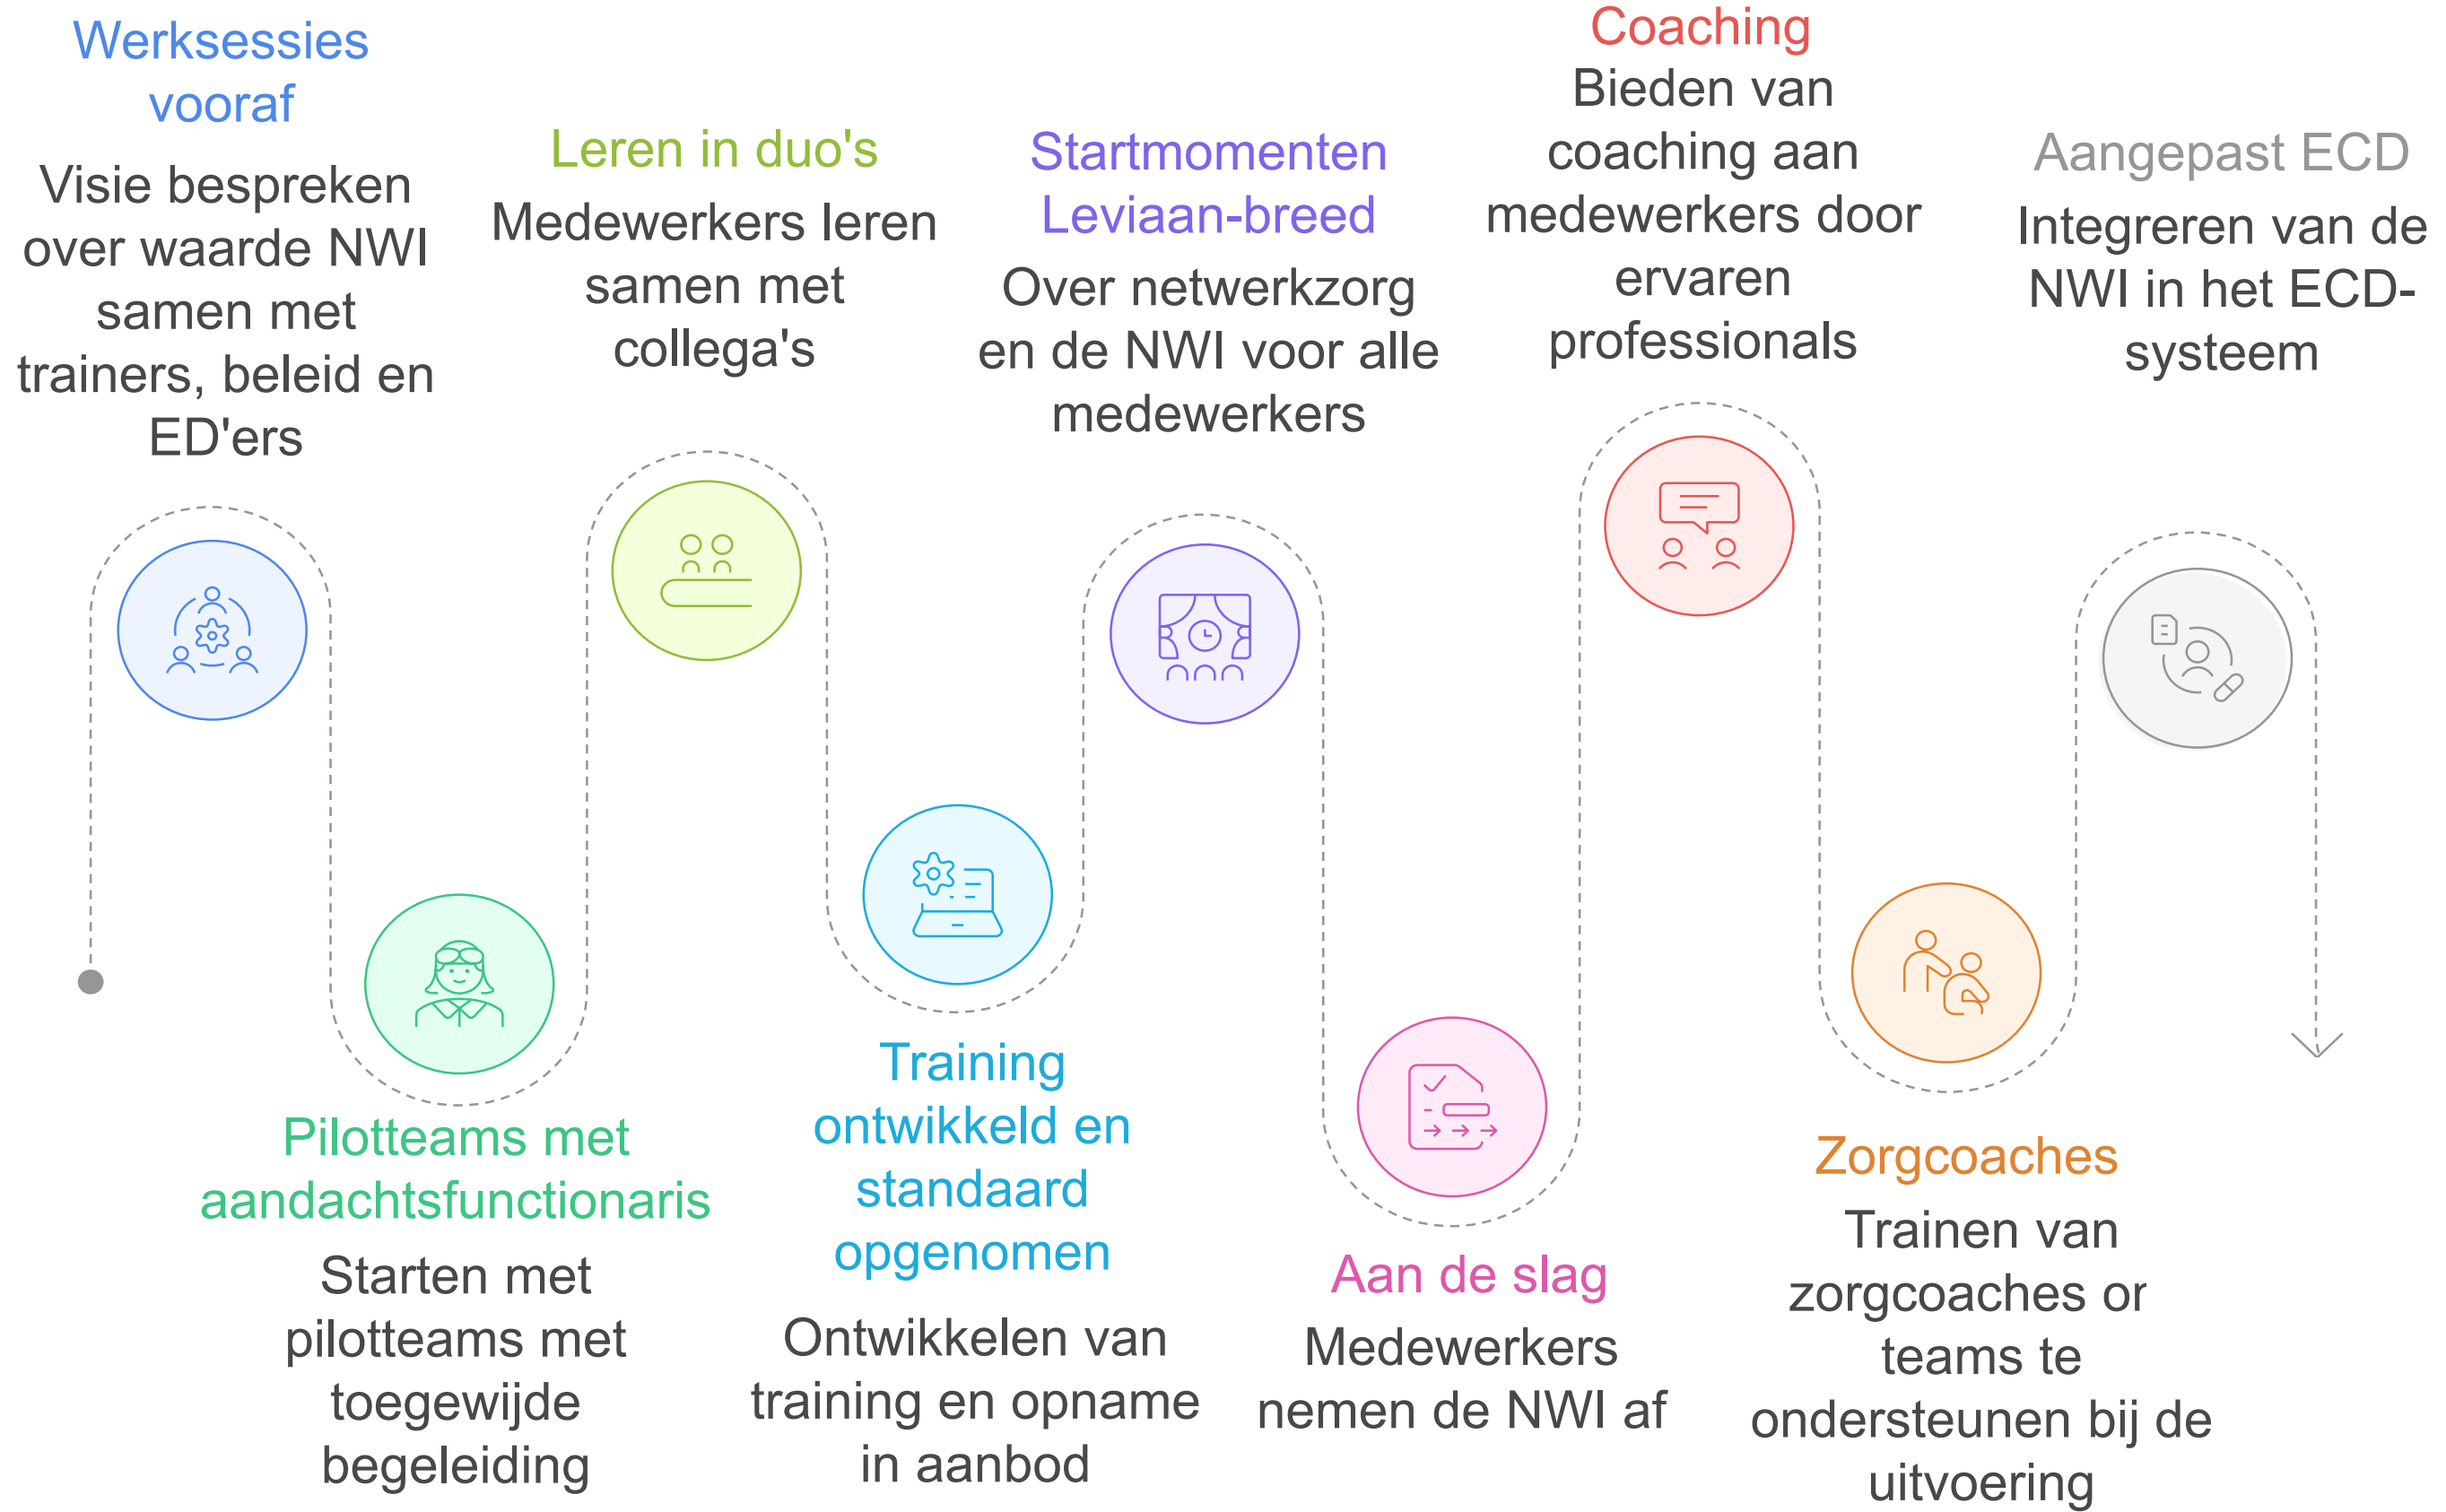 Werksessies
vooraf
Visie bespreken
over waarde NWI
samen met
trainers, beleid en
ED'ers
Pilotteams met
aandachtsfunctionaris
Starten met
pilotteams met
toegewijde
begeleiding
Leren in duo's
Medewerkers leren
samen met
collega's
Training
ontwikkeld en
standaard
opgenomen
Ontwikkelen van
training en opname
in aanbod
Startmomenten
Leviaan-breed
Over netwerkzorg
en de NWI voor alle
medewerkers
Aan de slag
Medewerkers
nemen de NWI af
Coaching
Bieden van
coaching aan
medewerkers door
ervaren
professionals
Zorgcoaches
Trainen van
zorgcoaches or
teams te
ondersteunen bij de
uitvoering
Aangepast ECD
Integreren van de
NWI in het ECD-
systeem